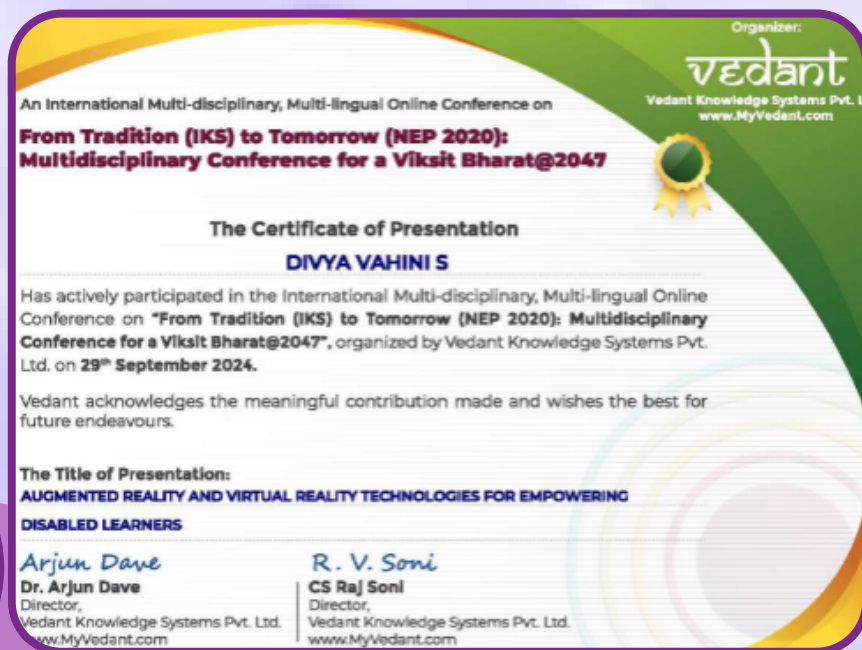 Organizer:
vedant
Vedant Knowledge Systems Pvt. L
www.MyVedant.com
An International Multi-disciplinary, Multi-lingual Online Conference on
From Tradition (IKS) to Tomorrow (NEP 2020):
Multidisciplinary Conference for a Viksit Bharat@2047
The Certificate of Presentation
DIVYA VAHINI S
Has actively participated in the International Multi-disciplinary, Multi-lingual Online
Conference on "From Tradition (IKS) to Tomorrow (NEP 2020): Multidisciplinary
Conference for a Viksit Bharat@2047", organized by Vedant Knowledge Systems Pvt.
Ltd. on 29th September 2024.
Vedant acknowledges the meaningful contribution made and wishes the best for
future endeavours.
The Title of Presentation:
AUGMENTED REALITY AND VIRTUAL REALITY TECHNOLOGIES FOR EMPOWERING
DISABLED LEARNERS
Arjun Dave
Dr. Arjun Dave
Director,
Vedant Knowledge Systems Pvt. Ltd.
www.MyVedant.com
R. V. Soni
CS Raj Soni
Director,
Vedant Knowledge Systems Pvt. Ltd.
www.MyVedant.com